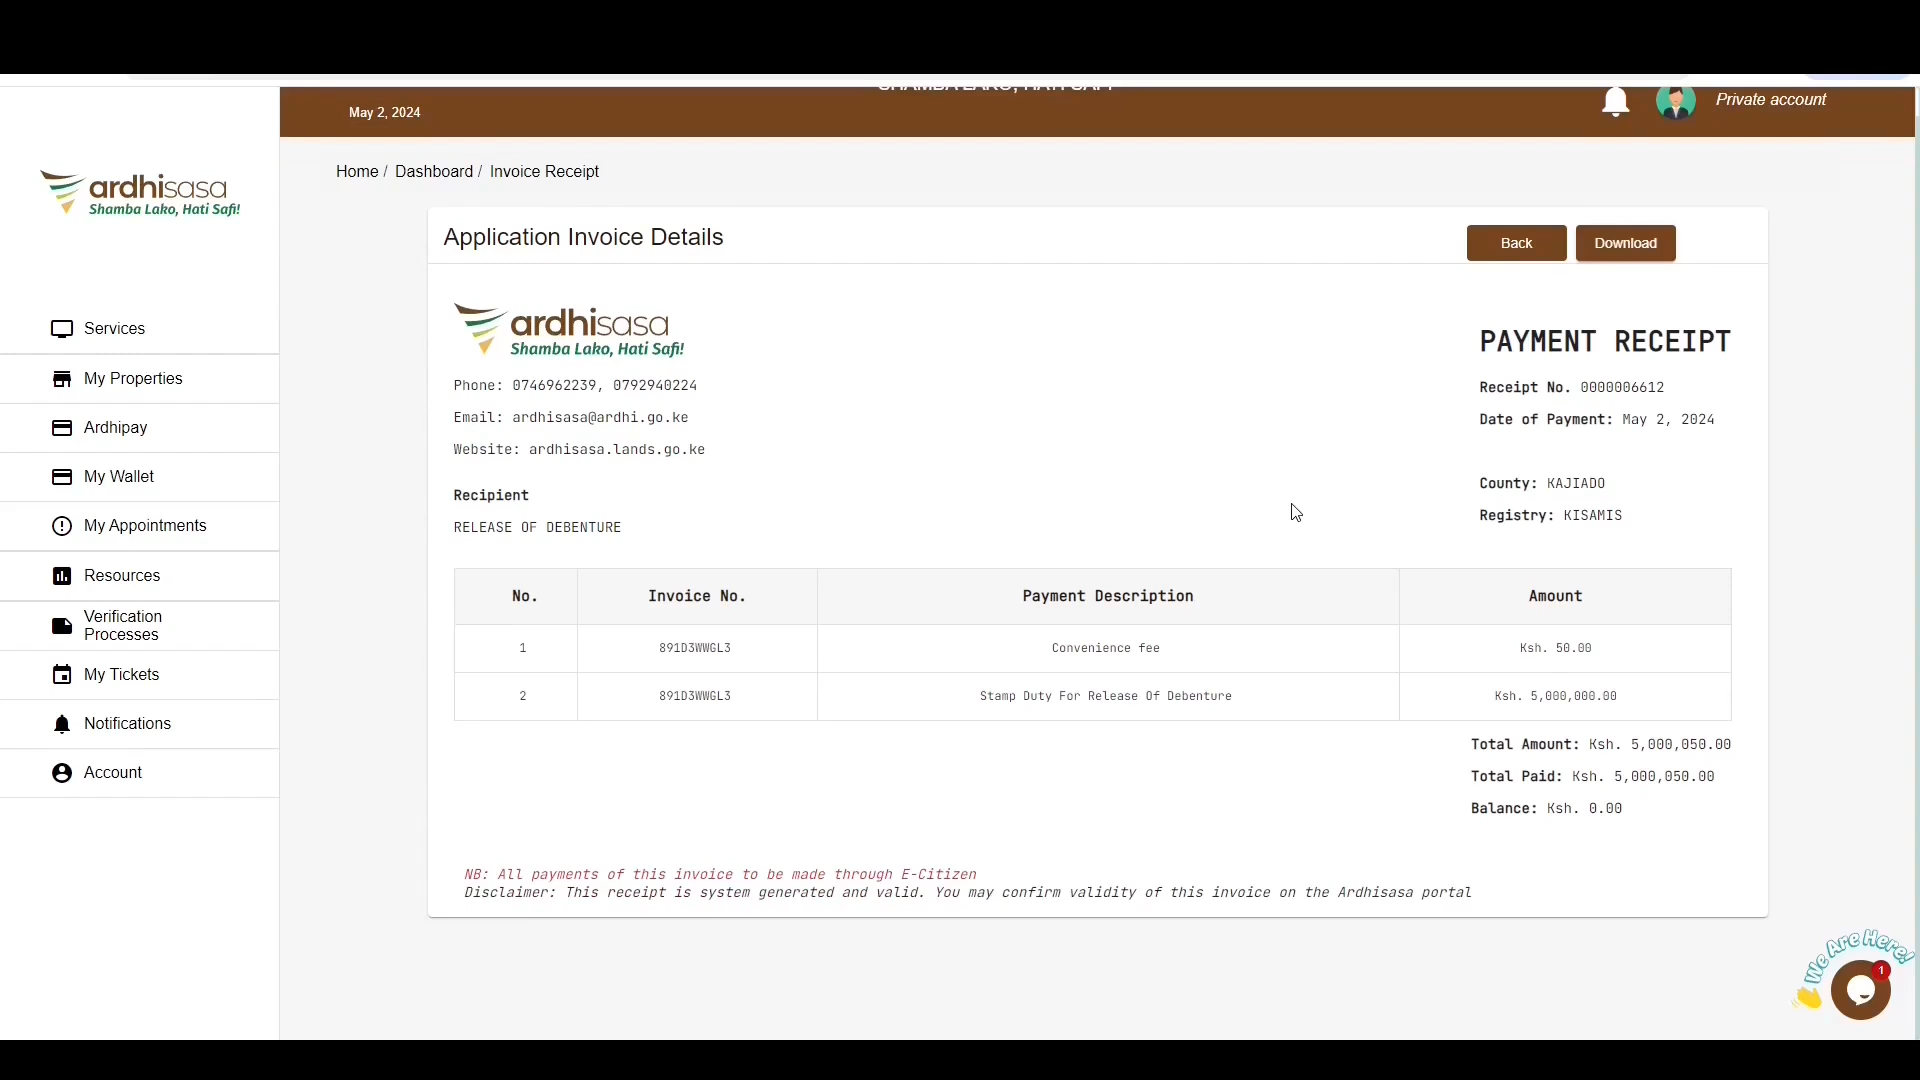 SHAMBA LAKO, HATI SAFI
May 2, 2024
Private account
ardhisasa
Shamba Lako, Hati Safi!
Services
My Properties
Ardhipay
My Wallet
My Appointments
Resources
Verification
Processes
My Tickets
Notifications
Account
Home / Dashboard / Invoice Receipt
Application Invoice Details
Back
Download
ardhisasa
Shamba Lako, Hati Safi!
Phone: 0746962239, 0792940224
Email: ardhisasa@ardhi.go.ke
Website: ardhisasa.lands.go.ke
Recipient
RELEASE OF DEBENTURE
PAYMENT RECEIPT
Receipt No. 0000006612
Date of Payment: May 2, 2024
County: KAJIADO
Registry: KISAMIS
No. Invoice No. Payment Description Amount
1 891D3WWGL3 Convenience fee Ksh. 50.00
2 891D3WWGL3 Stamp Duty For Release Of Debenture Ksh. 5,000,000.00
Total Amount: Ksh. 5,000,050.00
Total Paid: Ksh. 5,000,050.00
Balance: Ksh. 0.00
NB: All payments of this invoice to be made through E-Citizen
Disclaimer: This receipt is system generated and valid. You may confirm validity of this invoice on the Ardhisasa portal
We Are Here!
1